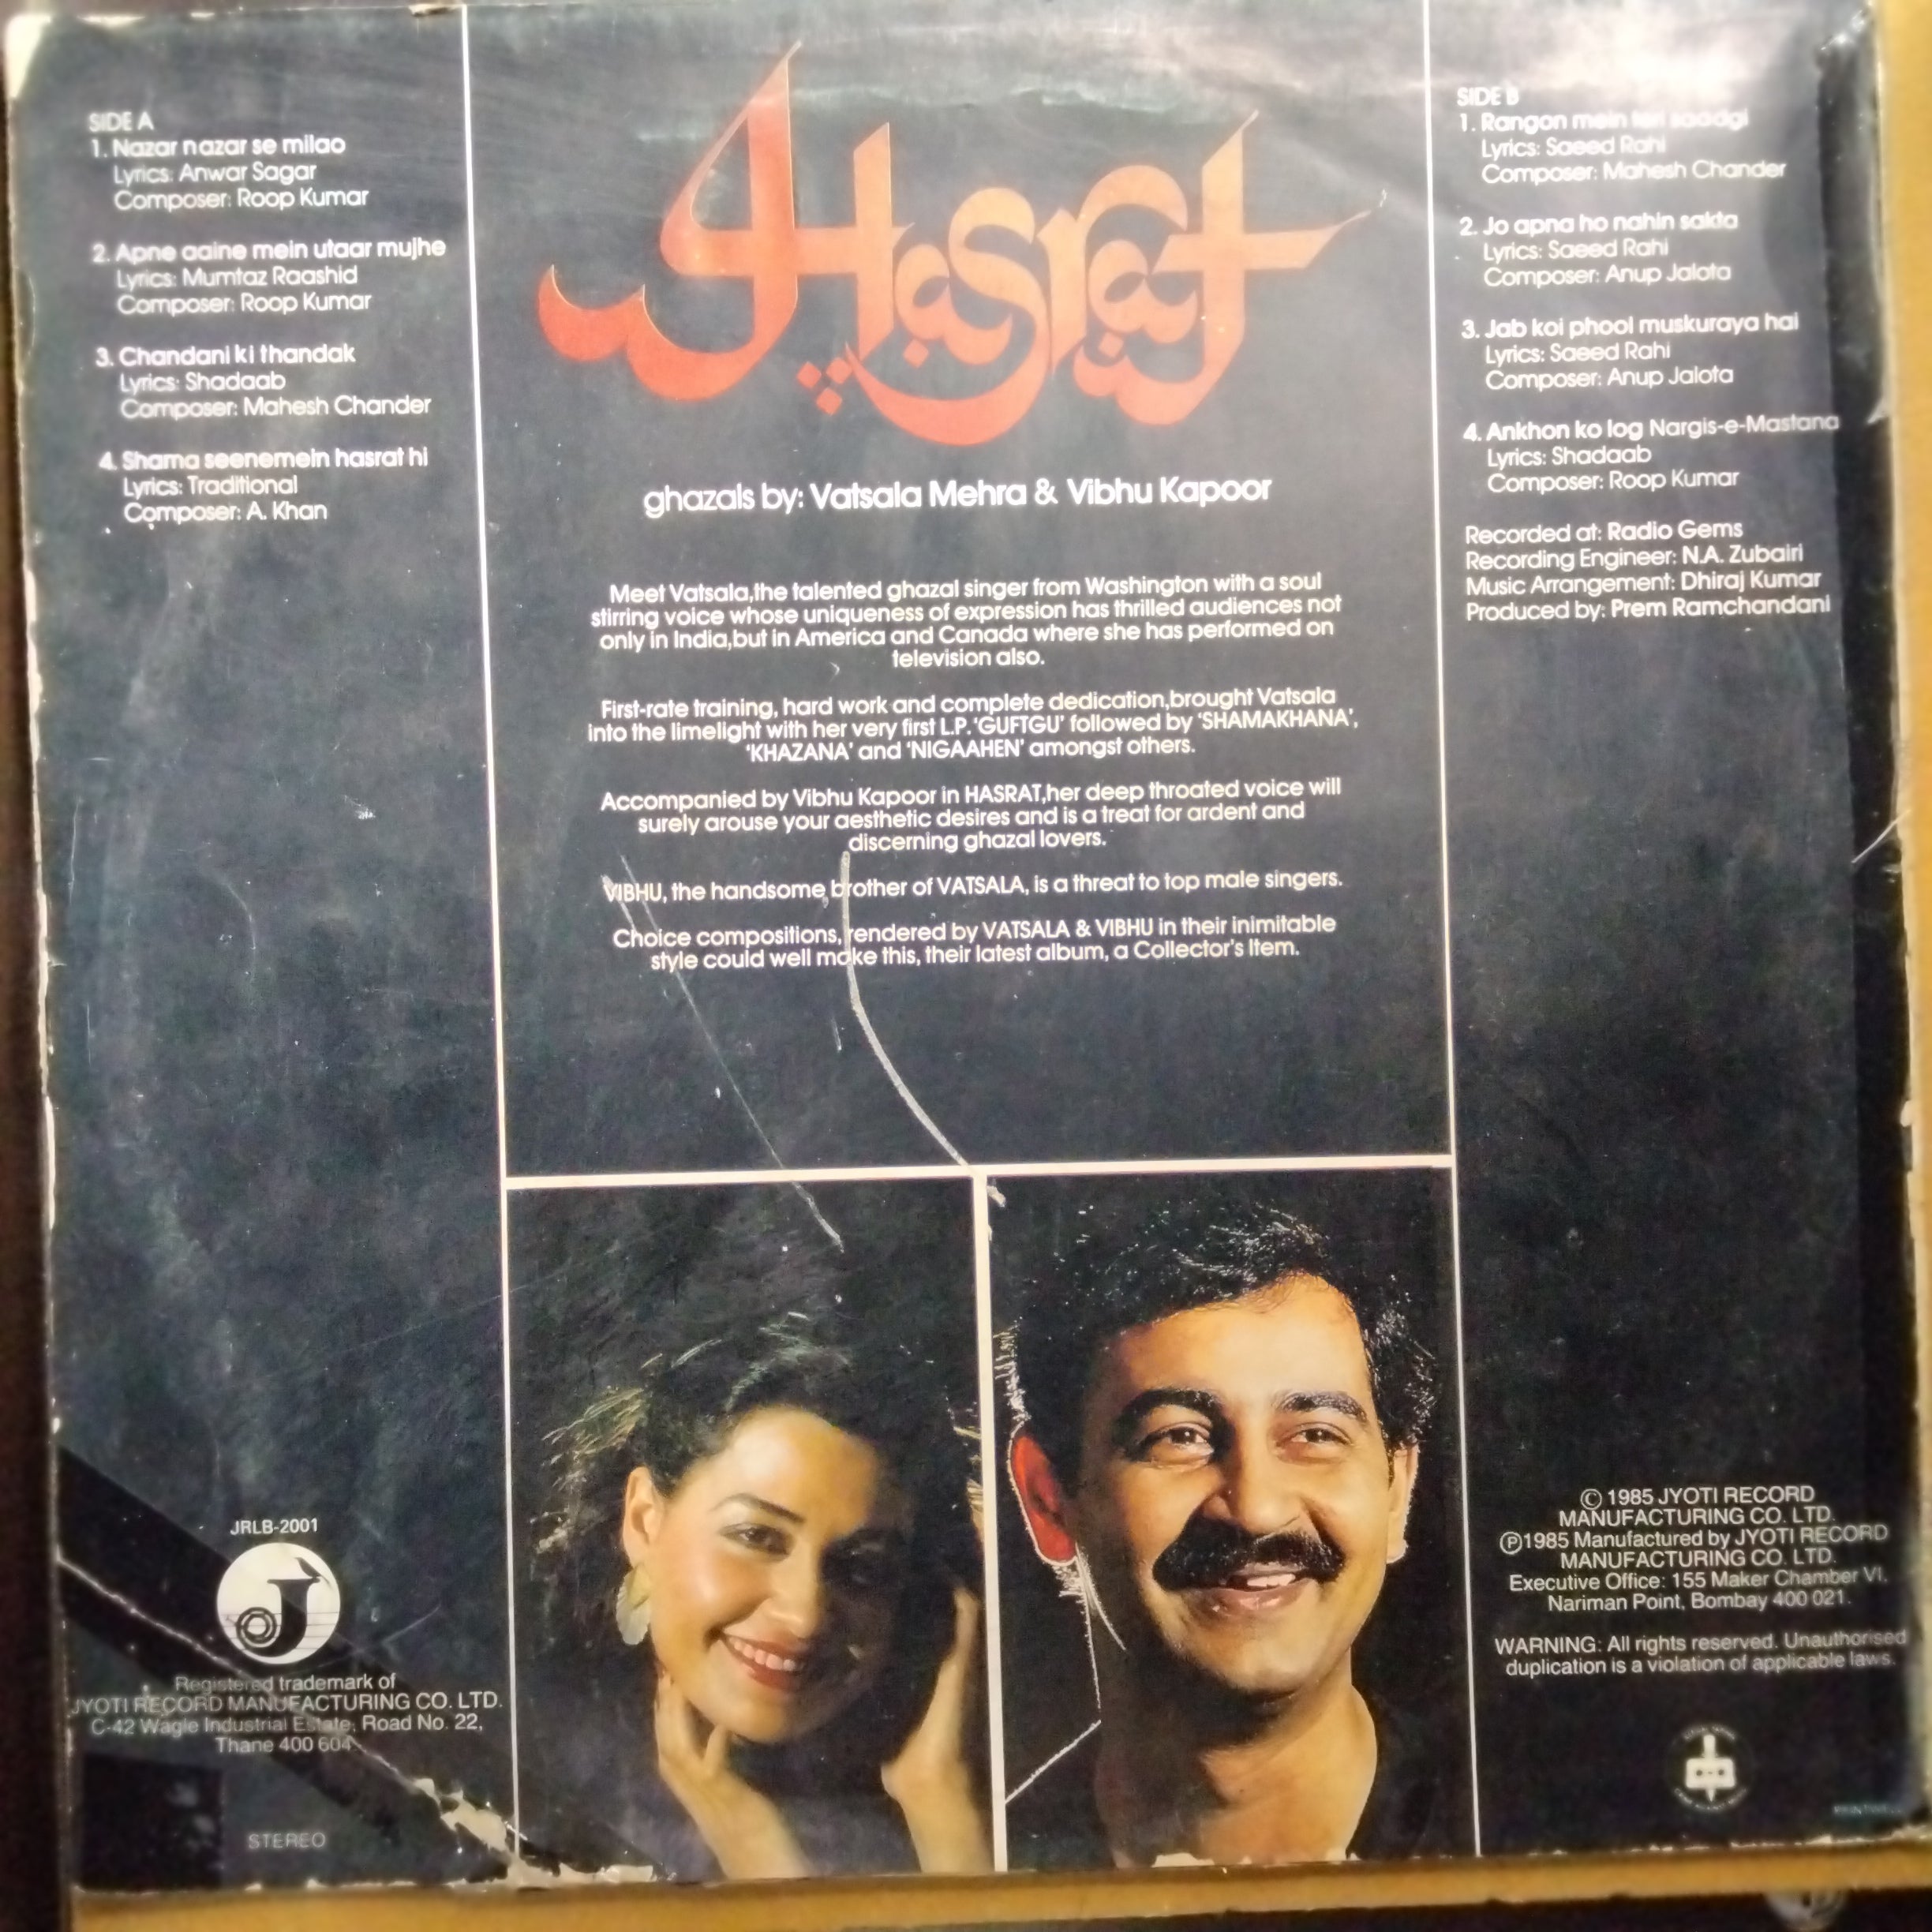 SIDE A
1. Nazar nazar se milao
Lyrics: Anwar Sagar
Composer: Roop Kumar
2. Apne aaine mein utaar mujhe
Lyrics: Mumtaz Raashid
Composer: Roop Kumar
3. Chandani ki thandak
Lyrics: Shadaab
Composer: Mahesh Chander
4. Shama seenemein hasrat hi
Lyrics: Traditional
Composer: A. Khan
Hasrat
ghazals by: Vatsala Mehra & Vibhu Kapoor
Meet Vatsala,the talented ghazal singer from Washington with a soul
stirring voice whose uniqueness of expression has thrilled audiences not
only in India,but in America and Canada where she has performed on
television also.
First-rate training, hard work and complete dedication,brought Vatsala
into the limelight with her very first L.P. 'GUFTGU' followed by 'SHAMAKHANA',
'KHAZANA' and 'NIGAAHEN' amongst others.
Accompanied by Vibhu Kapoor in HASRAT,her deep throated voice will
surely arouse your aesthetic desires and is a treat for ardent and
discerning ghazal lovers.
VIBHU, the handsome brother of VATSALA, is a threat to top male singers.
Choice compositions, rendered by VATSALA & VIBHU in their inimitable
style could well make this, their latest album, a Collector's Item.
SIDE B
1. Rangon mein teri saadgi
Lyrics: Saeed Rahi
Composer: Mahesh Chander
2. Jo apna ho nahin sakta
Lyrics: Saeed Rahi
Composer: Anup Jalota
3. Jab koi phool muskuraya hai
Lyrics: Saeed Rahi
Composer: Anup Jalota
4. Ankhon ko log Nargis-e-Mastana
Lyrics: Shadaab
Composer: Roop Kumar
Recorded at: Radio Gems
Recording Engineer: N.A. Zubairi
Music Arrangement: Dhiraj Kumar
Produced by: Prem Ramchandani
JRLB-2001
J
Registered trademark of
JYOTI RECORD MANUFACTURING CO. LTD.
C-42 Wagle Industrial Estate, Road No. 22,
Thane 400 604
STEREO
© 1985 JYOTI RECORD
MANUFACTURING CO. LTD.
℗1985 Manufactured by JYOTI RECORD
MANUFACTURING CO. LTD.
Executive Office: 155 Maker Chamber VI,
Nariman Point, Bombay 400 021.
WARNING: All rights reserved. Unauthorised
duplication is a violation of applicable laws.